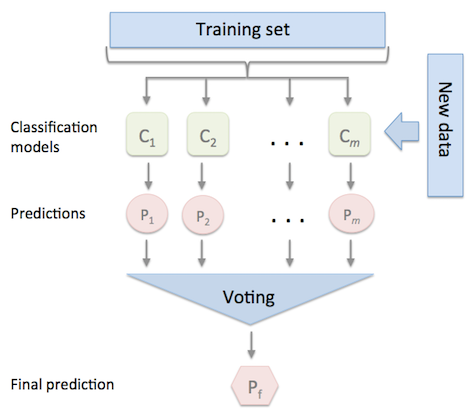 Training set
New data
Classification
models
C1 C2 . . . Cm
Predictions
P1 P2 . . . Pm
Voting
Final prediction
Pf